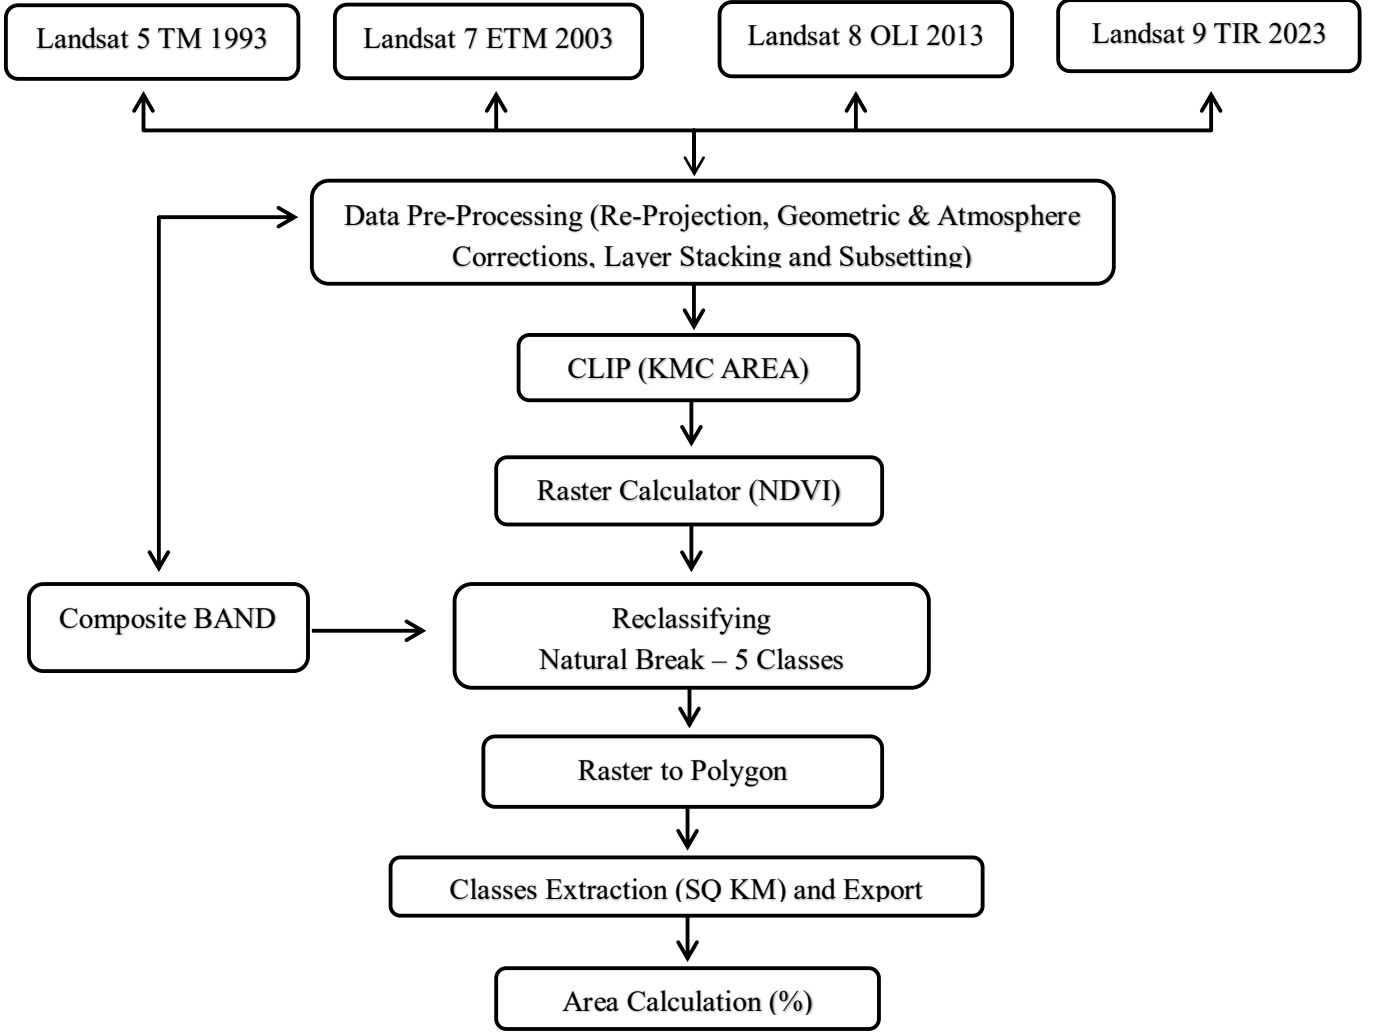 Landsat 5 TM 1993
Landsat 7 ETM 2003
Landsat 8 OLI 2013
Landsat 9 TIR 2023
Data Pre-Processing (Re-Projection, Geometric & Atmosphere
Corrections, Layer Stacking and Subsetting)
CLIP (KMC AREA)
Raster Calculator (NDVI)
Composite BAND
Reclassifying
Natural Break – 5 Classes
Raster to Polygon
Classes Extraction (SQ KM) and Export
Area Calculation (%)